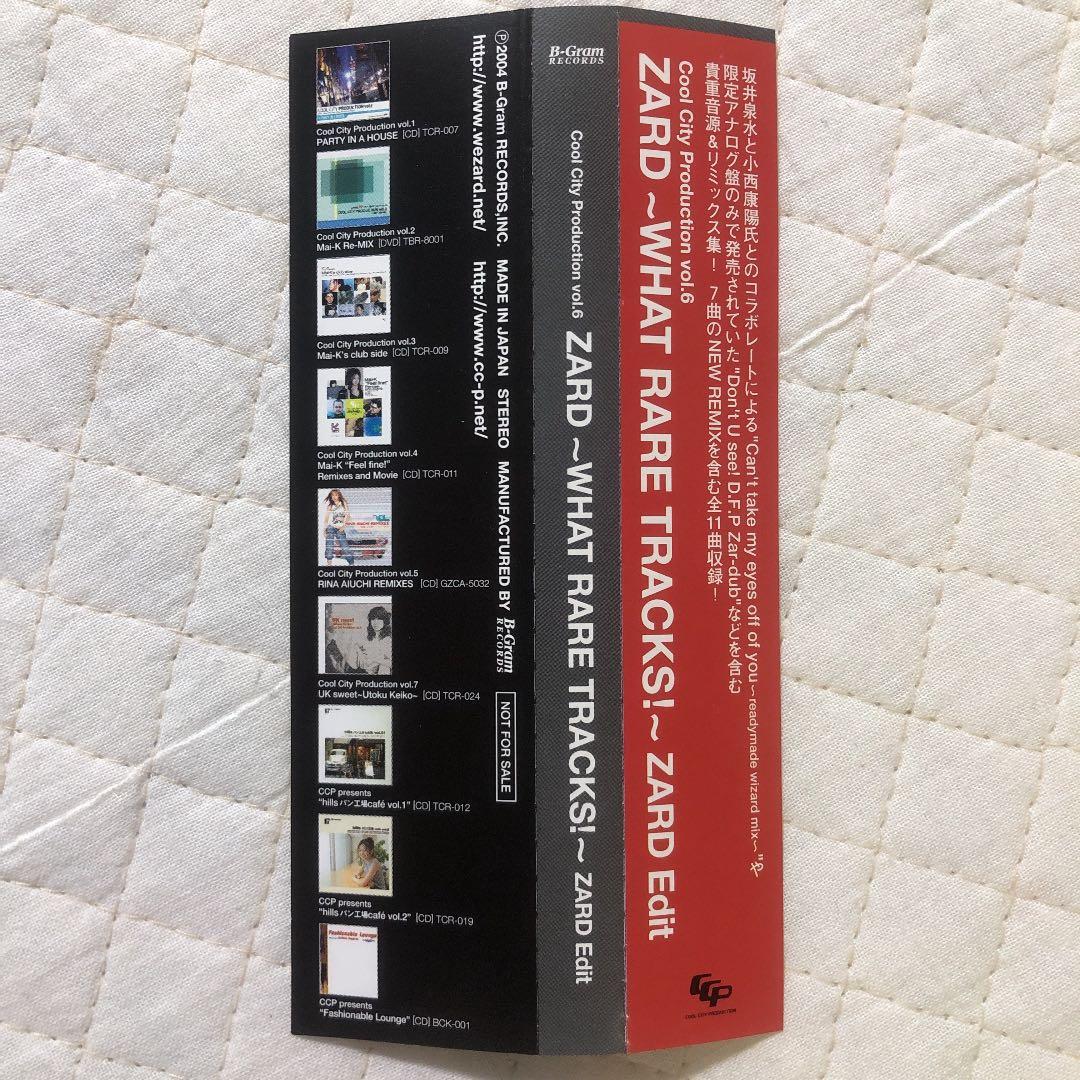 坂井泉水と小西康陽氏とのコラボレートによる"Can't take my eyes off of you~readymade wizard mix~"や
限定アナログ盤のみで発売されていた"Don't U see! D.F.P Zar-dub"などを含む
貴重音源&リミックス集! 7曲のNEW REMIXを含む全11曲収録!
Cool City Production vol.6
ZARD ~WHAT RARE TRACKS!~ ZARD Edit
CCP
COOL CITY PRODUCTION
B-Gram
RECORDS
Cool City Production vol.6 ZARD ~WHAT RARE TRACKS!~ ZARD Edit
℗2004 B-Gram RECORDS,INC. MADE IN JAPAN STEREO MANUFACTURED BY B-Gram RECORDS NOT FOR SALE
http://www.wezard.net/ http://www.cc-p.net/
Cool City Production vol.1
PARTY IN A HOUSE [CD] TCR-007
Cool City Production vol.2
Mai-K Re-MIX [DVD] TBR-8001
Cool City Production vol.3
Mai-K's club side [CD] TCR-009
Cool City Production vol.4
Mai-K "Feel fine!"
Remixes and Movie [CD] TCR-011
Cool City Production vol.5
RINA AIUCHI REMIXES [CD] GZCA-5032
Cool City Production vol.7
UK sweet~Utoku Keiko~ [CD] TCR-024
CCP presents
"hills パン工場café vol.1" [CD] TCR-012
CCP presents
"hills パン工場café vol.2" [CD] TCR-019
Fashionable Lounge
CCP presents
"Fashionable Lounge" [CD] BCK-001